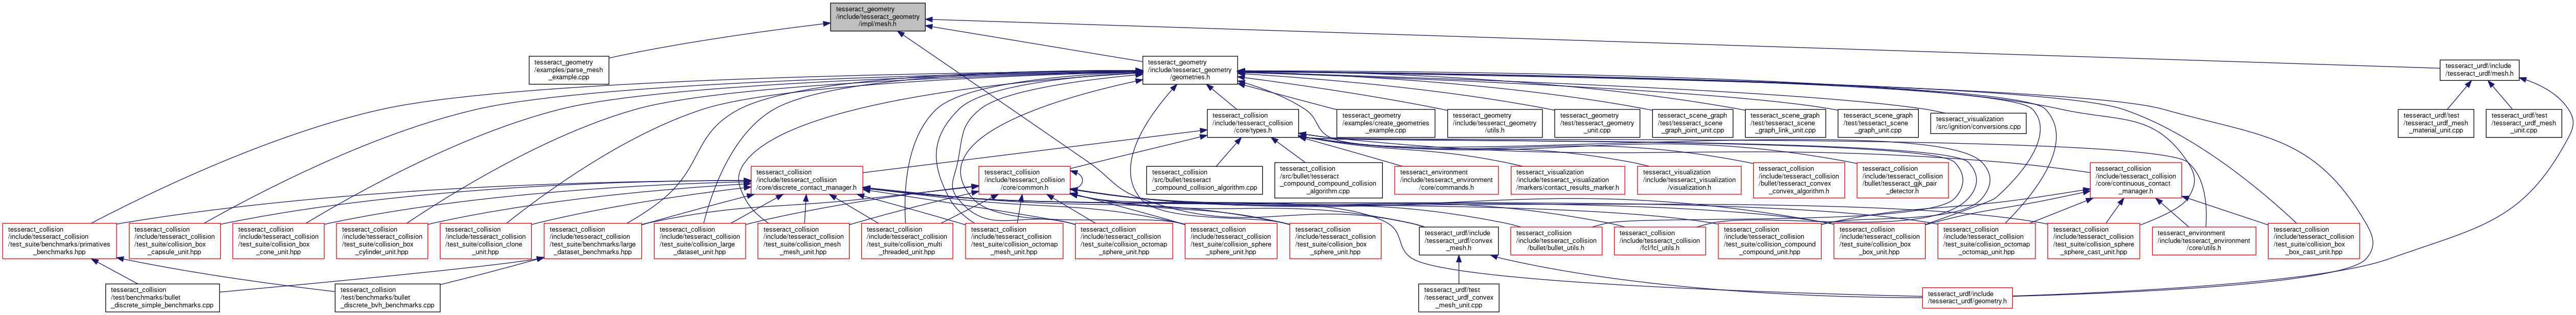 tesseract_geometry
/include/tesseract_geometry
/impl/mesh.h
tesseract_geometry
/examples/parse_mesh
_example.cpp
tesseract_geometry
/include/tesseract_geometry
/geometries.h
tesseract_urdf/include
/tesseract_urdf/mesh.h
tesseract_collision
/include/tesseract_collision
/core/types.h
tesseract_geometry
/examples/create_geometries
_example.cpp
tesseract_geometry
/include/tesseract_geometry
/utils.h
tesseract_geometry
/test/tesseract_geometry
_unit.cpp
tesseract_scene_graph
/test/tesseract_scene
_graph_joint_unit.cpp
tesseract_scene_graph
/test/tesseract_scene
_graph_link_unit.cpp
tesseract_scene_graph
/test/tesseract_scene
_graph_unit.cpp
tesseract_visualization
/src/ignition/conversions.cpp
tesseract_urdf/test
/tesseract_urdf_mesh
_material_unit.cpp
tesseract_urdf/test
/tesseract_urdf_mesh
_unit.cpp
tesseract_collision
/include/tesseract_collision
/core/discrete_contact_manager.h
tesseract_collision
/include/tesseract_collision
/core/common.h
tesseract_collision
/src/bullet/tesseract
_compound_collision_algorithm.cpp
tesseract_collision
/src/bullet/tesseract
_compound_compound_collision
_algorithm.cpp
tesseract_environment
/include/tesseract_environment
/core/commands.h
tesseract_visualization
/include/tesseract_visualization
/markers/contact_results_marker.h
tesseract_visualization
/include/tesseract_visualization
/visualization.h
tesseract_collision
/include/tesseract_collision
/bullet/tesseract_convex
_convex_algorithm.h
tesseract_collision
/include/tesseract_collision
/bullet/tesseract_gjk_pair
_detector.h
tesseract_collision
/include/tesseract_collision
/core/continuous_contact
_manager.h
tesseract_collision
/include/tesseract_collision
/test_suite/benchmarks/primatives
_benchmarks.hpp
tesseract_collision
/include/tesseract_collision
/test_suite/collision_box
_capsule_unit.hpp
tesseract_collision
/include/tesseract_collision
/test_suite/collision_box
_cone_unit.hpp
tesseract_collision
/include/tesseract_collision
/test_suite/collision_box
_cylinder_unit.hpp
tesseract_collision
/include/tesseract_collision
/test_suite/collision_clone
_unit.hpp
tesseract_collision
/include/tesseract_collision
/test_suite/benchmarks/large
_dataset_benchmarks.hpp
tesseract_collision
/include/tesseract_collision
/test_suite/collision_large
_dataset_unit.hpp
tesseract_collision
/include/tesseract_collision
/test_suite/collision_mesh
_mesh_unit.hpp
tesseract_collision
/include/tesseract_collision
/test_suite/collision_multi
_threaded_unit.hpp
tesseract_collision
/include/tesseract_collision
/test_suite/collision_octomap
_mesh_unit.hpp
tesseract_collision
/include/tesseract_collision
/test_suite/collision_octomap
_sphere_unit.hpp
tesseract_collision
/include/tesseract_collision
/test_suite/collision_sphere
_sphere_unit.hpp
tesseract_collision
/include/tesseract_collision
/test_suite/collision_box
_sphere_unit.hpp
tesseract_urdf/include
/tesseract_urdf/convex
_mesh.h
tesseract_collision
/include/tesseract_collision
/bullet/bullet_utils.h
tesseract_collision
/include/tesseract_collision
/fcl/fcl_utils.h
tesseract_collision
/include/tesseract_collision
/test_suite/collision_compound
_compound_unit.hpp
tesseract_collision
/include/tesseract_collision
/test_suite/collision_box
_box_unit.hpp
tesseract_collision
/include/tesseract_collision
/test_suite/collision_octomap
_octomap_unit.hpp
tesseract_collision
/include/tesseract_collision
/test_suite/collision_sphere
_sphere_cast_unit.hpp
tesseract_environment
/include/tesseract_environment
/core/utils.h
tesseract_collision
/include/tesseract_collision
/test_suite/collision_box
_box_cast_unit.hpp
tesseract_collision
/test/benchmarks/bullet
_discrete_simple_benchmarks.cpp
tesseract_collision
/test/benchmarks/bullet
_discrete_bvh_benchmarks.cpp
tesseract_urdf/test
/tesseract_urdf_convex
_mesh_unit.cpp
tesseract_urdf/include
/tesseract_urdf/geometry.h